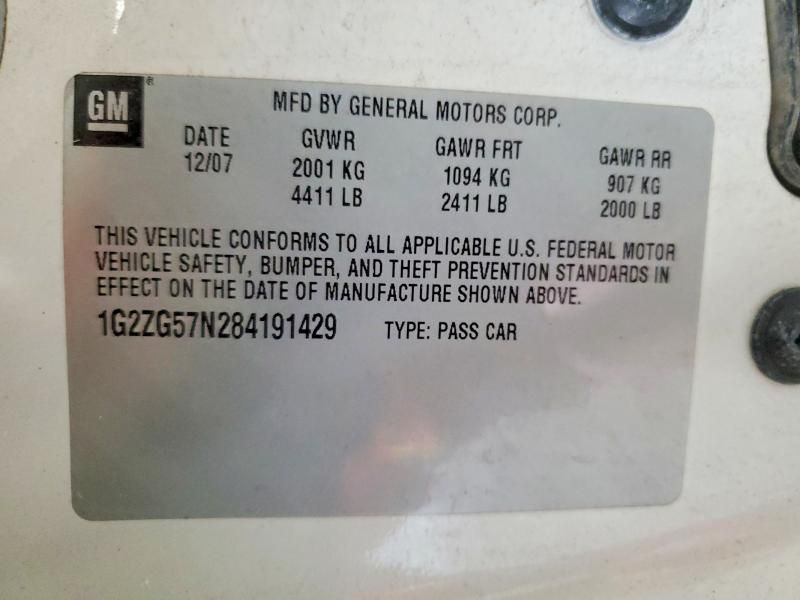 GM ®
MFD BY GENERAL MOTORS CORP.
DATE GVWR GAWR FRT GAWR RR
12/07 2001 KG 1094 KG 907 KG
4411 LB 2411 LB 2000 LB
THIS VEHICLE CONFORMS TO ALL APPLICABLE U.S. FEDERAL MOTOR
VEHICLE SAFETY, BUMPER, AND THEFT PREVENTION STANDARDS IN
EFFECT ON THE DATE OF MANUFACTURE SHOWN ABOVE.
1G2ZG57N284191429 TYPE: PASS CAR